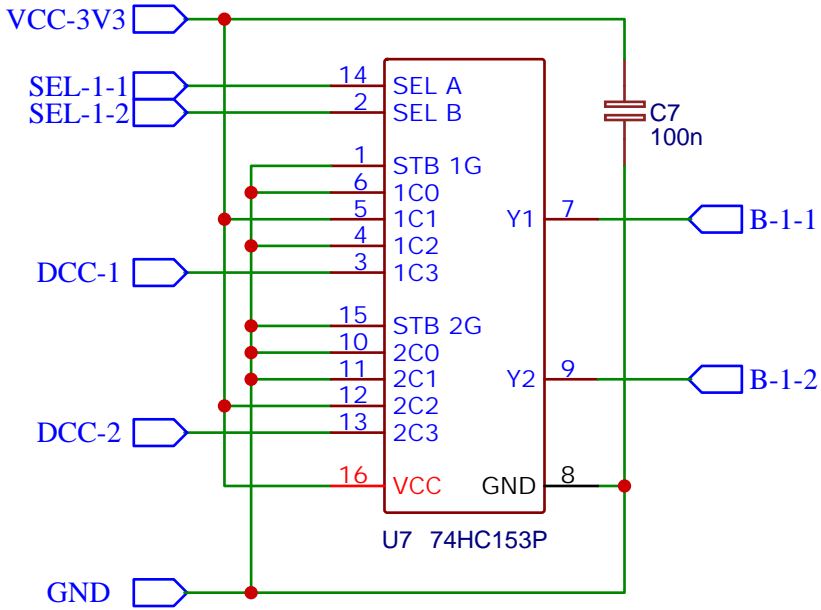 VCC-3V3
SEL-1-1
14
SEL A
SEL-1-2
2
SEL B
C7
100n
1
STB 1G
6
1C0
5
1C1
Y1
7
B-1-1
4
1C2
DCC-1
3
1C3
15
STB 2G
10
2C0
11
2C1
Y2
9
B-1-2
12
2C2
DCC-2
13
2C3
16
VCC
GND
8
U7 74HC153P
GND